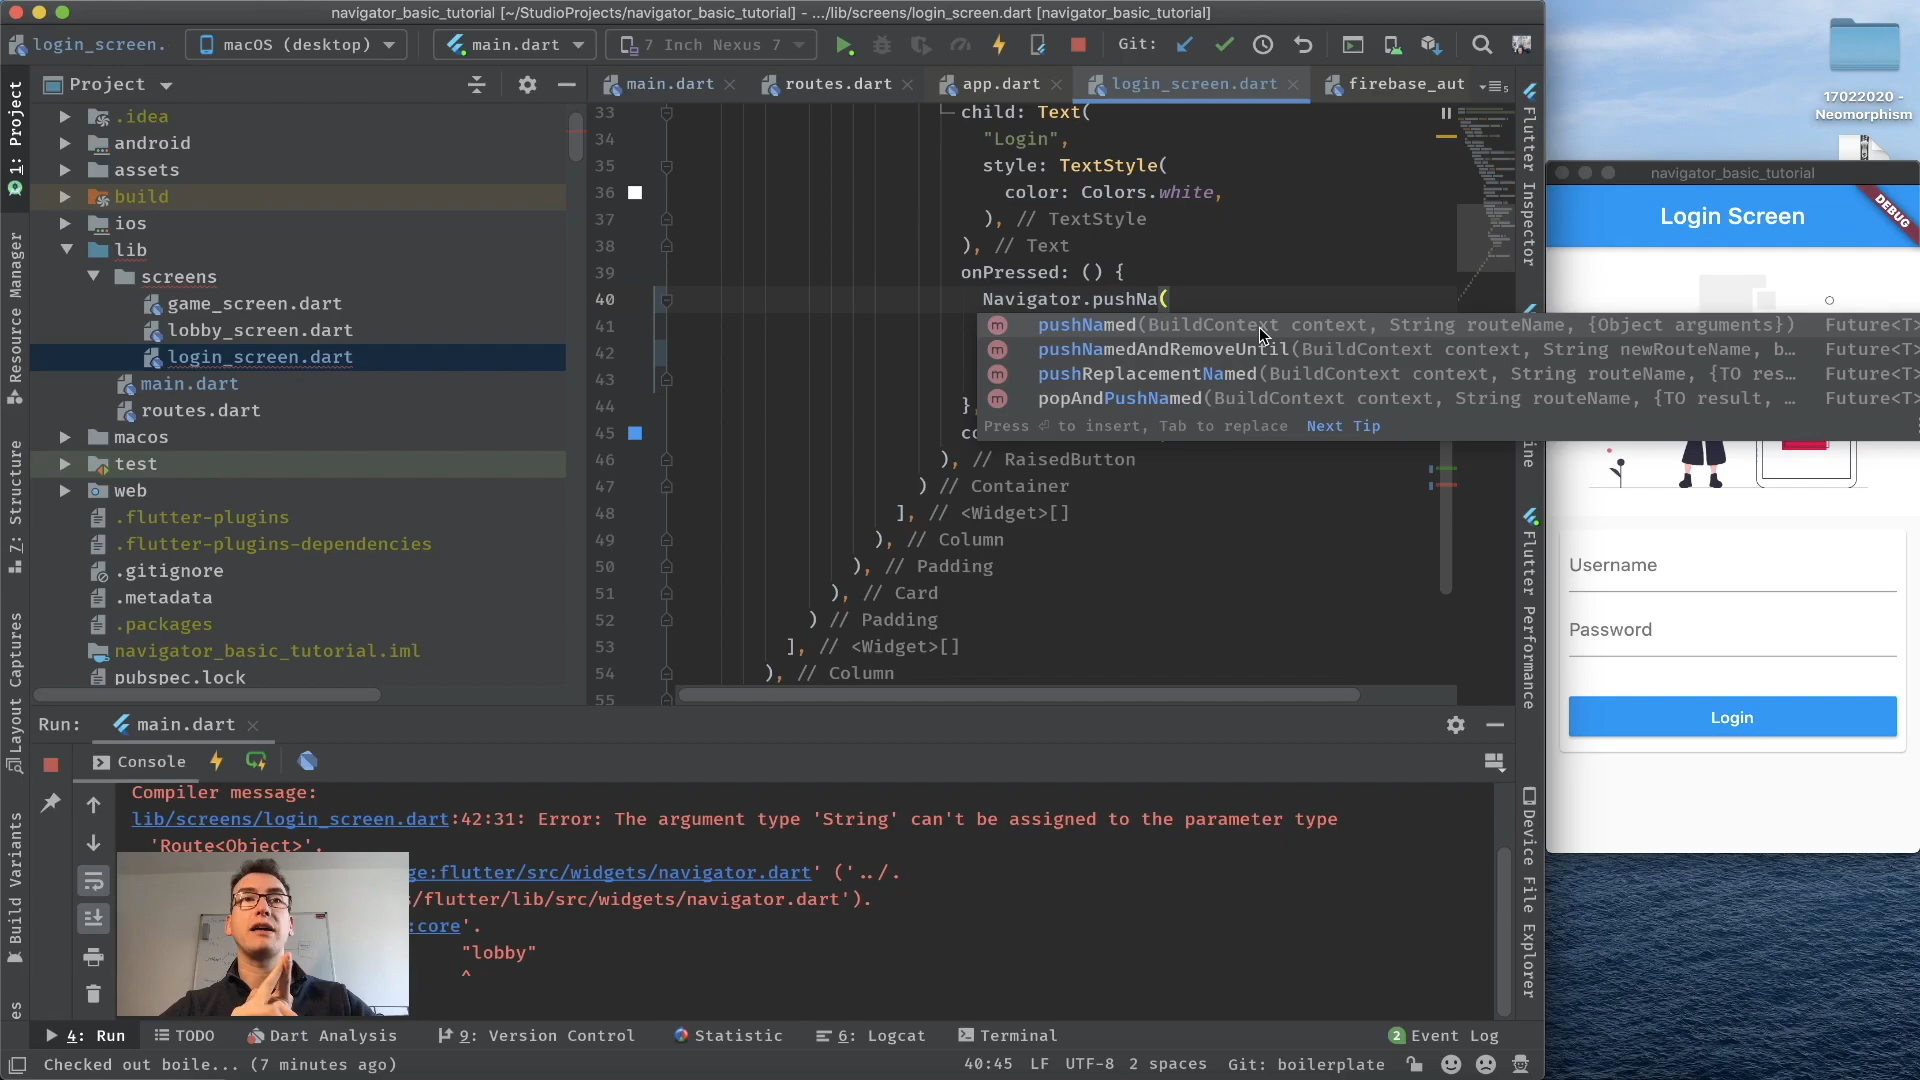 navigator_basic_tutorial [~/StudioProjects/navigator_basic_tutorial] - .../lib/screens/login_screen.dart [navigator_basic_tutorial]
login_screen.
macOS (desktop)
main.dart
7 Inch Nexus 7
Git:
Project
main.dart
routes.dart
app.dart
login_screen.dart
firebase_aut
1: Project
Resource Manager
7: Structure
Layout Captures
Build Variants
es
.idea
android
assets
build
ios
lib
screens
game_screen.dart
lobby_screen.dart
login_screen.dart
main.dart
routes.dart
macos
test
web
.flutter-plugins
.flutter-plugins-dependencies
.gitignore
.metadata
.packages
navigator_basic_tutorial.iml
pubspec.lock
33 child: Text(
34 "Login",
35 style: TextStyle(
36 color: Colors.white,
37 ), // TextStyle
38 ), // Text
39 onPressed: () {
40 Navigator.pushNa(
41
42
43
44 }
45 co
46 ), // RaisedButton
47 ) // Container
48 ], // <Widget>[]
49 ), // Column
50 ), // Padding
51 ), // Card
52 ) // Padding
53 ], // <Widget>[]
54 ), // Column
55
m pushNamed(BuildContext context, String routeName, {Object arguments}) Future<T>
m pushNamedAndRemoveUntil(BuildContext context, String newRouteName, b… Future<T>
m pushReplacementNamed(BuildContext context, String routeName, {TO res… Future<T>
m popAndPushNamed(BuildContext context, String routeName, {TO result, … Future<T>
Press ⏎ to insert, Tab to replace Next Tip
Flutter Inspector
ine
Flutter Performance
Device File Explorer
17022020 -
Neomorphism
navigator_basic_tutorial
Login Screen
DEBUG
Username
Password
Login
Run:
main.dart
Console
Compiler message:
lib/screens/login_screen.dart:42:31: Error: The argument type 'String' can't be assigned to the parameter type
'Route<Object>'.
ge:flutter/src/widgets/navigator.dart' ('../.
/flutter/lib/src/widgets/navigator.dart').
:core'.
"lobby"
^
4: Run
TODO
Dart Analysis
9: Version Control
Statistic
6: Logcat
Terminal
2 Event Log
Checked out boile... (7 minutes ago)
40:45
LF
UTF-8
2 spaces
Git: boilerplate